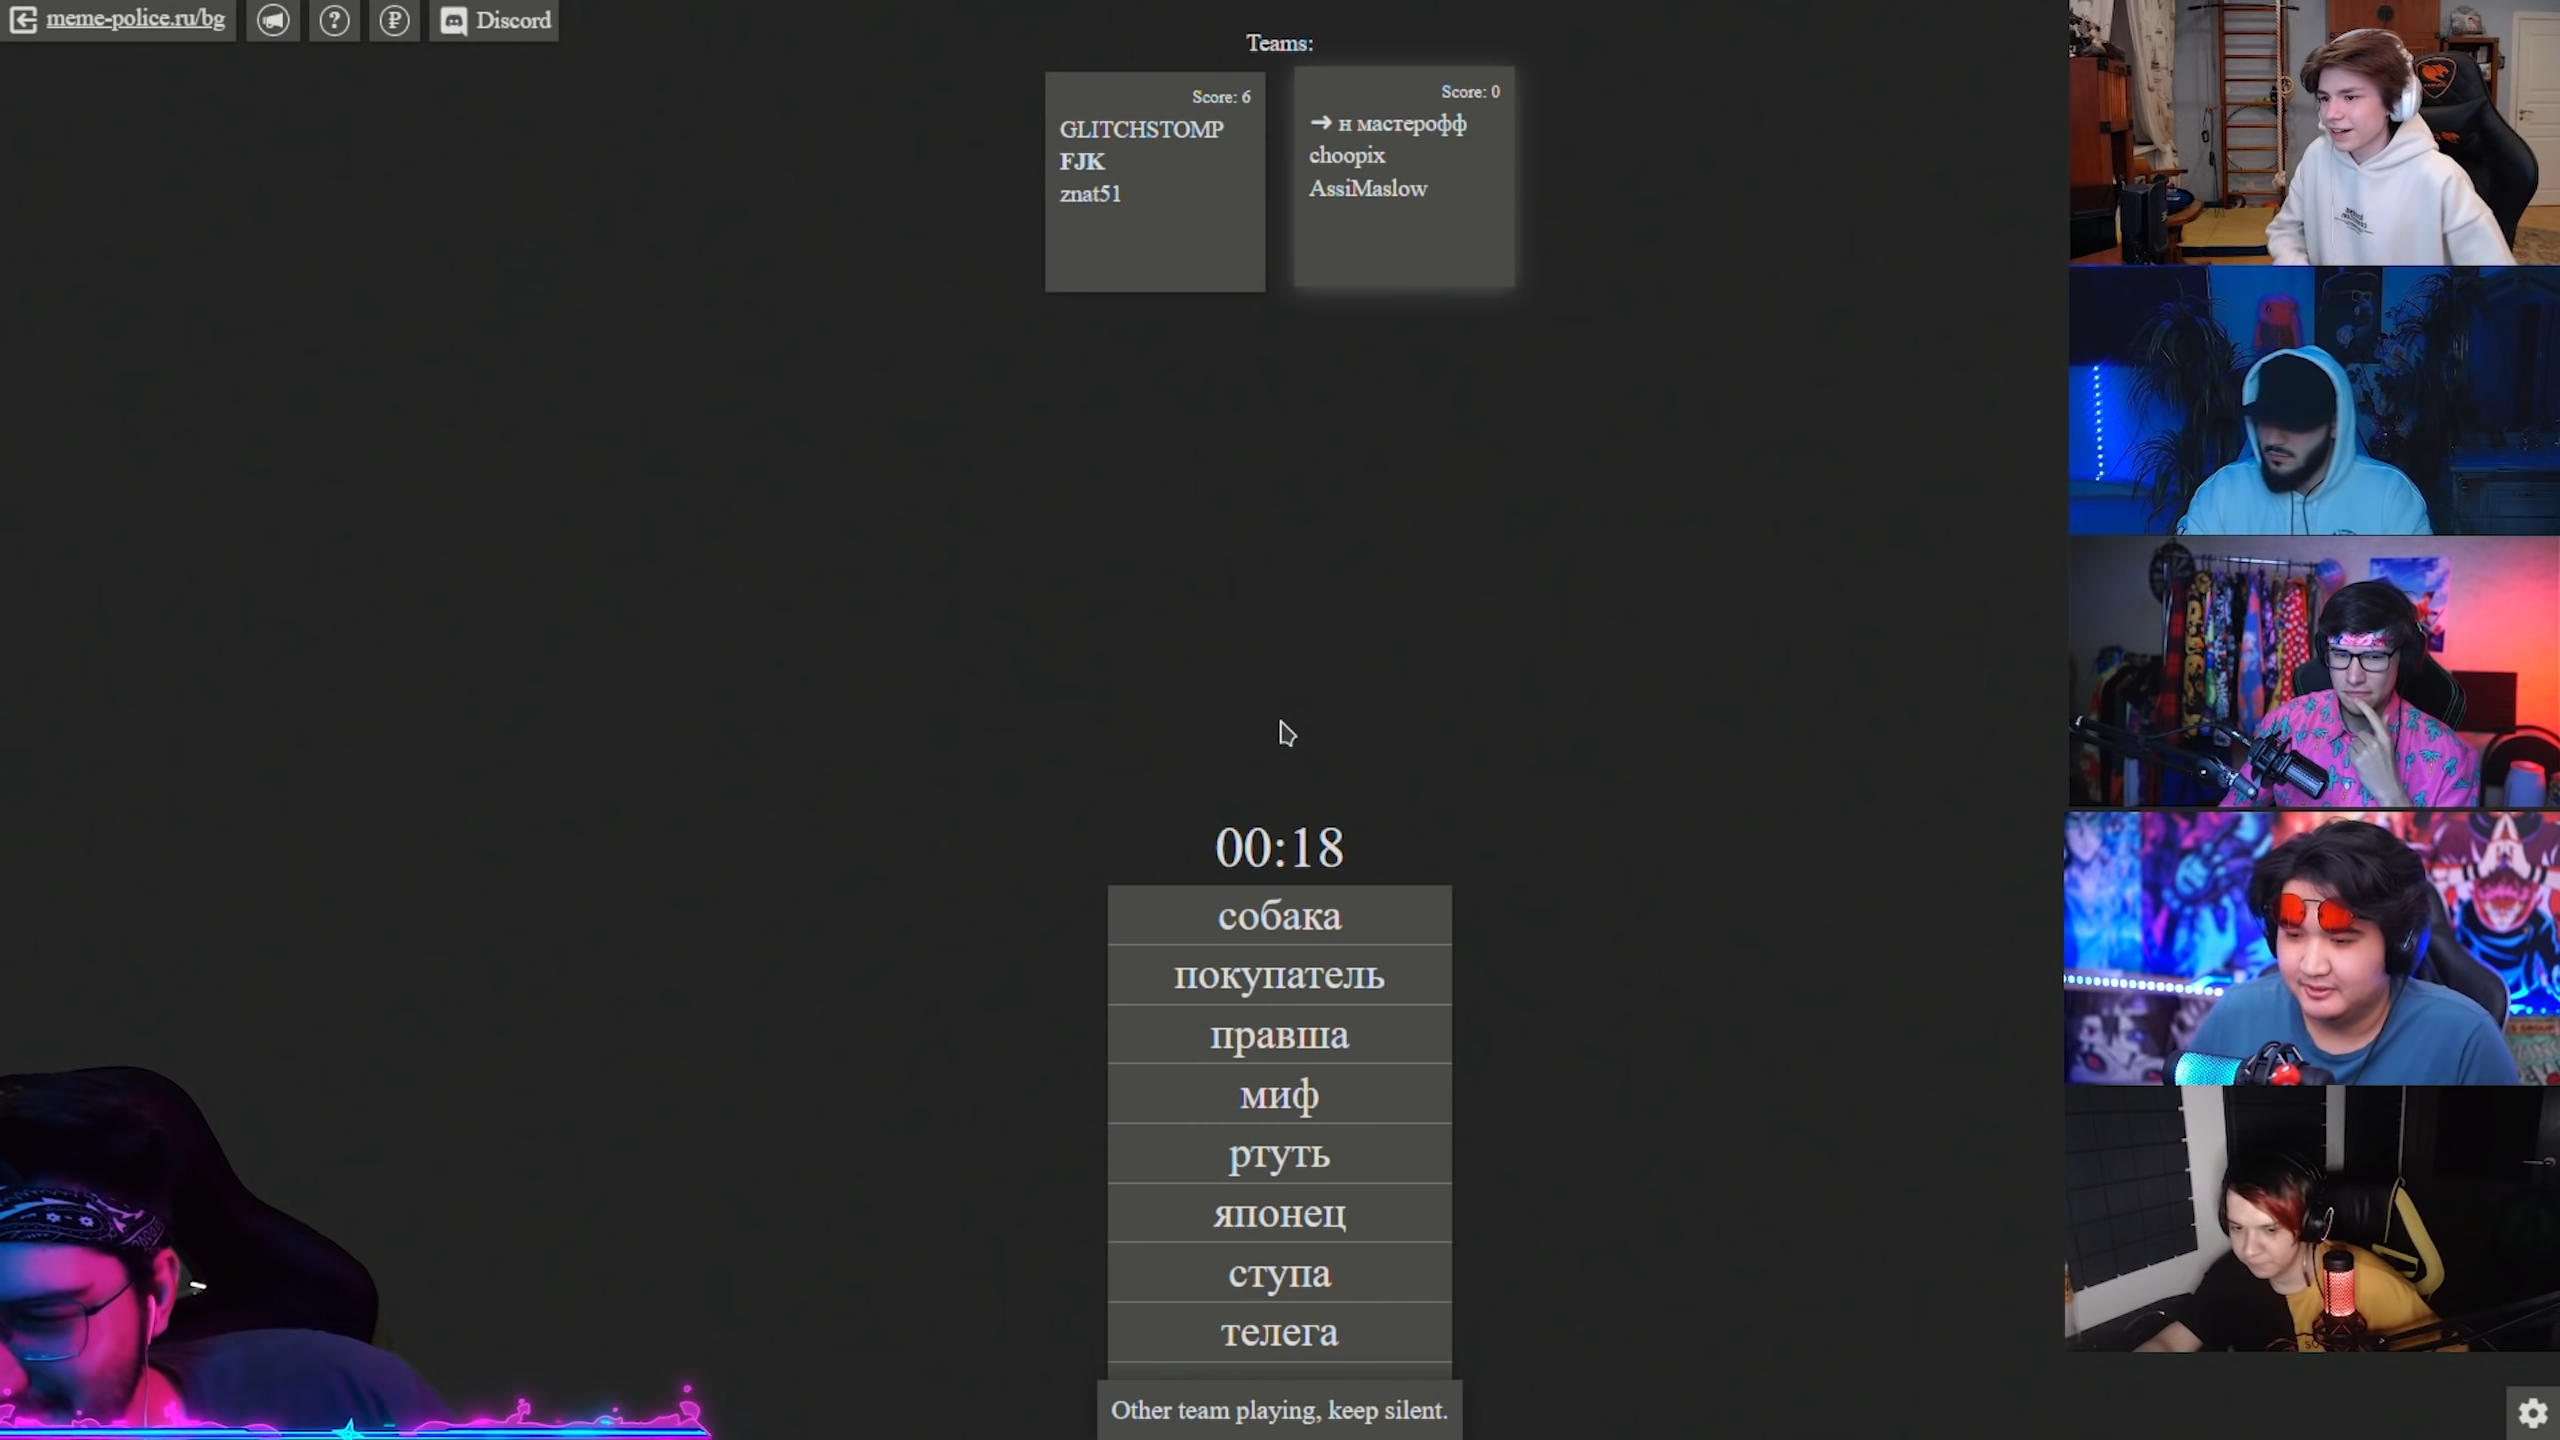 meme-police.ru/bg
Discord
Teams:
Score: 6
GLITCHSTOMP
FJK
znat51
Score: 0
➜ н мастерофф
choopix
AssiMaslow
00:18
собака
покупатель
правша
миф
ртуть
японец
ступа
телега
Other team playing, keep silent.